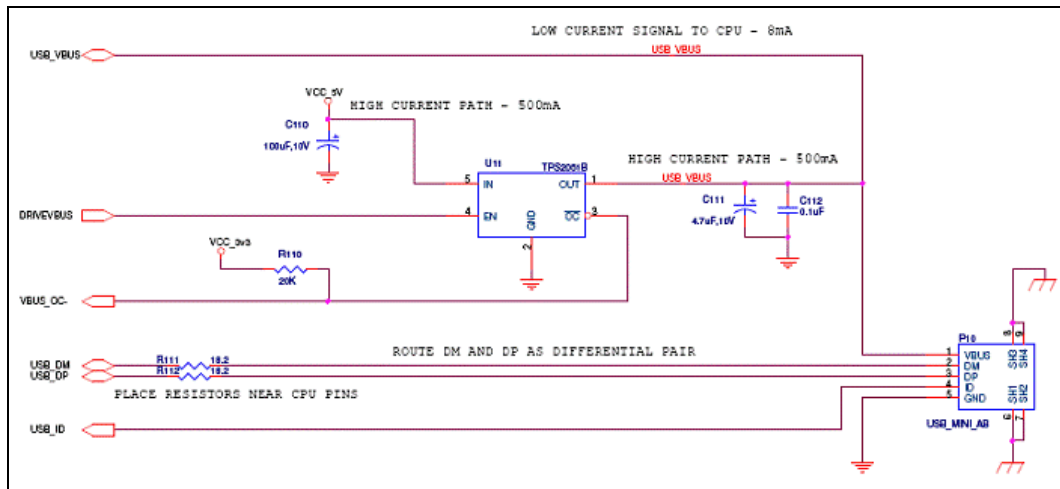 LOW CURRENT SIGNAL TO CPU - 8mA
USB_VBUS
USB VBUS
VCC_5V
HIGH CURRENT PATH - 500mA
C110
100uF,10V
U11
TPS2051B
HIGH CURRENT PATH - 500mA
5
IN
OUT
1
USB VBUS
C111
4.7uF,10V
C112
0.1uF
DRIVEVBUS
4
EN
GND
OC
3
2
VCC_3v3
R110
20K
VBUS_OC-
8
9
P10
ROUTE DM AND DP AS DIFFERENTIAL PAIR
R111
18.2
USB_DM
R112
18.2
USB_DP
1
VBUS
2
DM
3
DP
4
ID
5
GND
SH3
SH4
SH1
SH2
PLACE RESISTORS NEAR CPU PINS
USB_ID
6
7
USB_MINI_AB